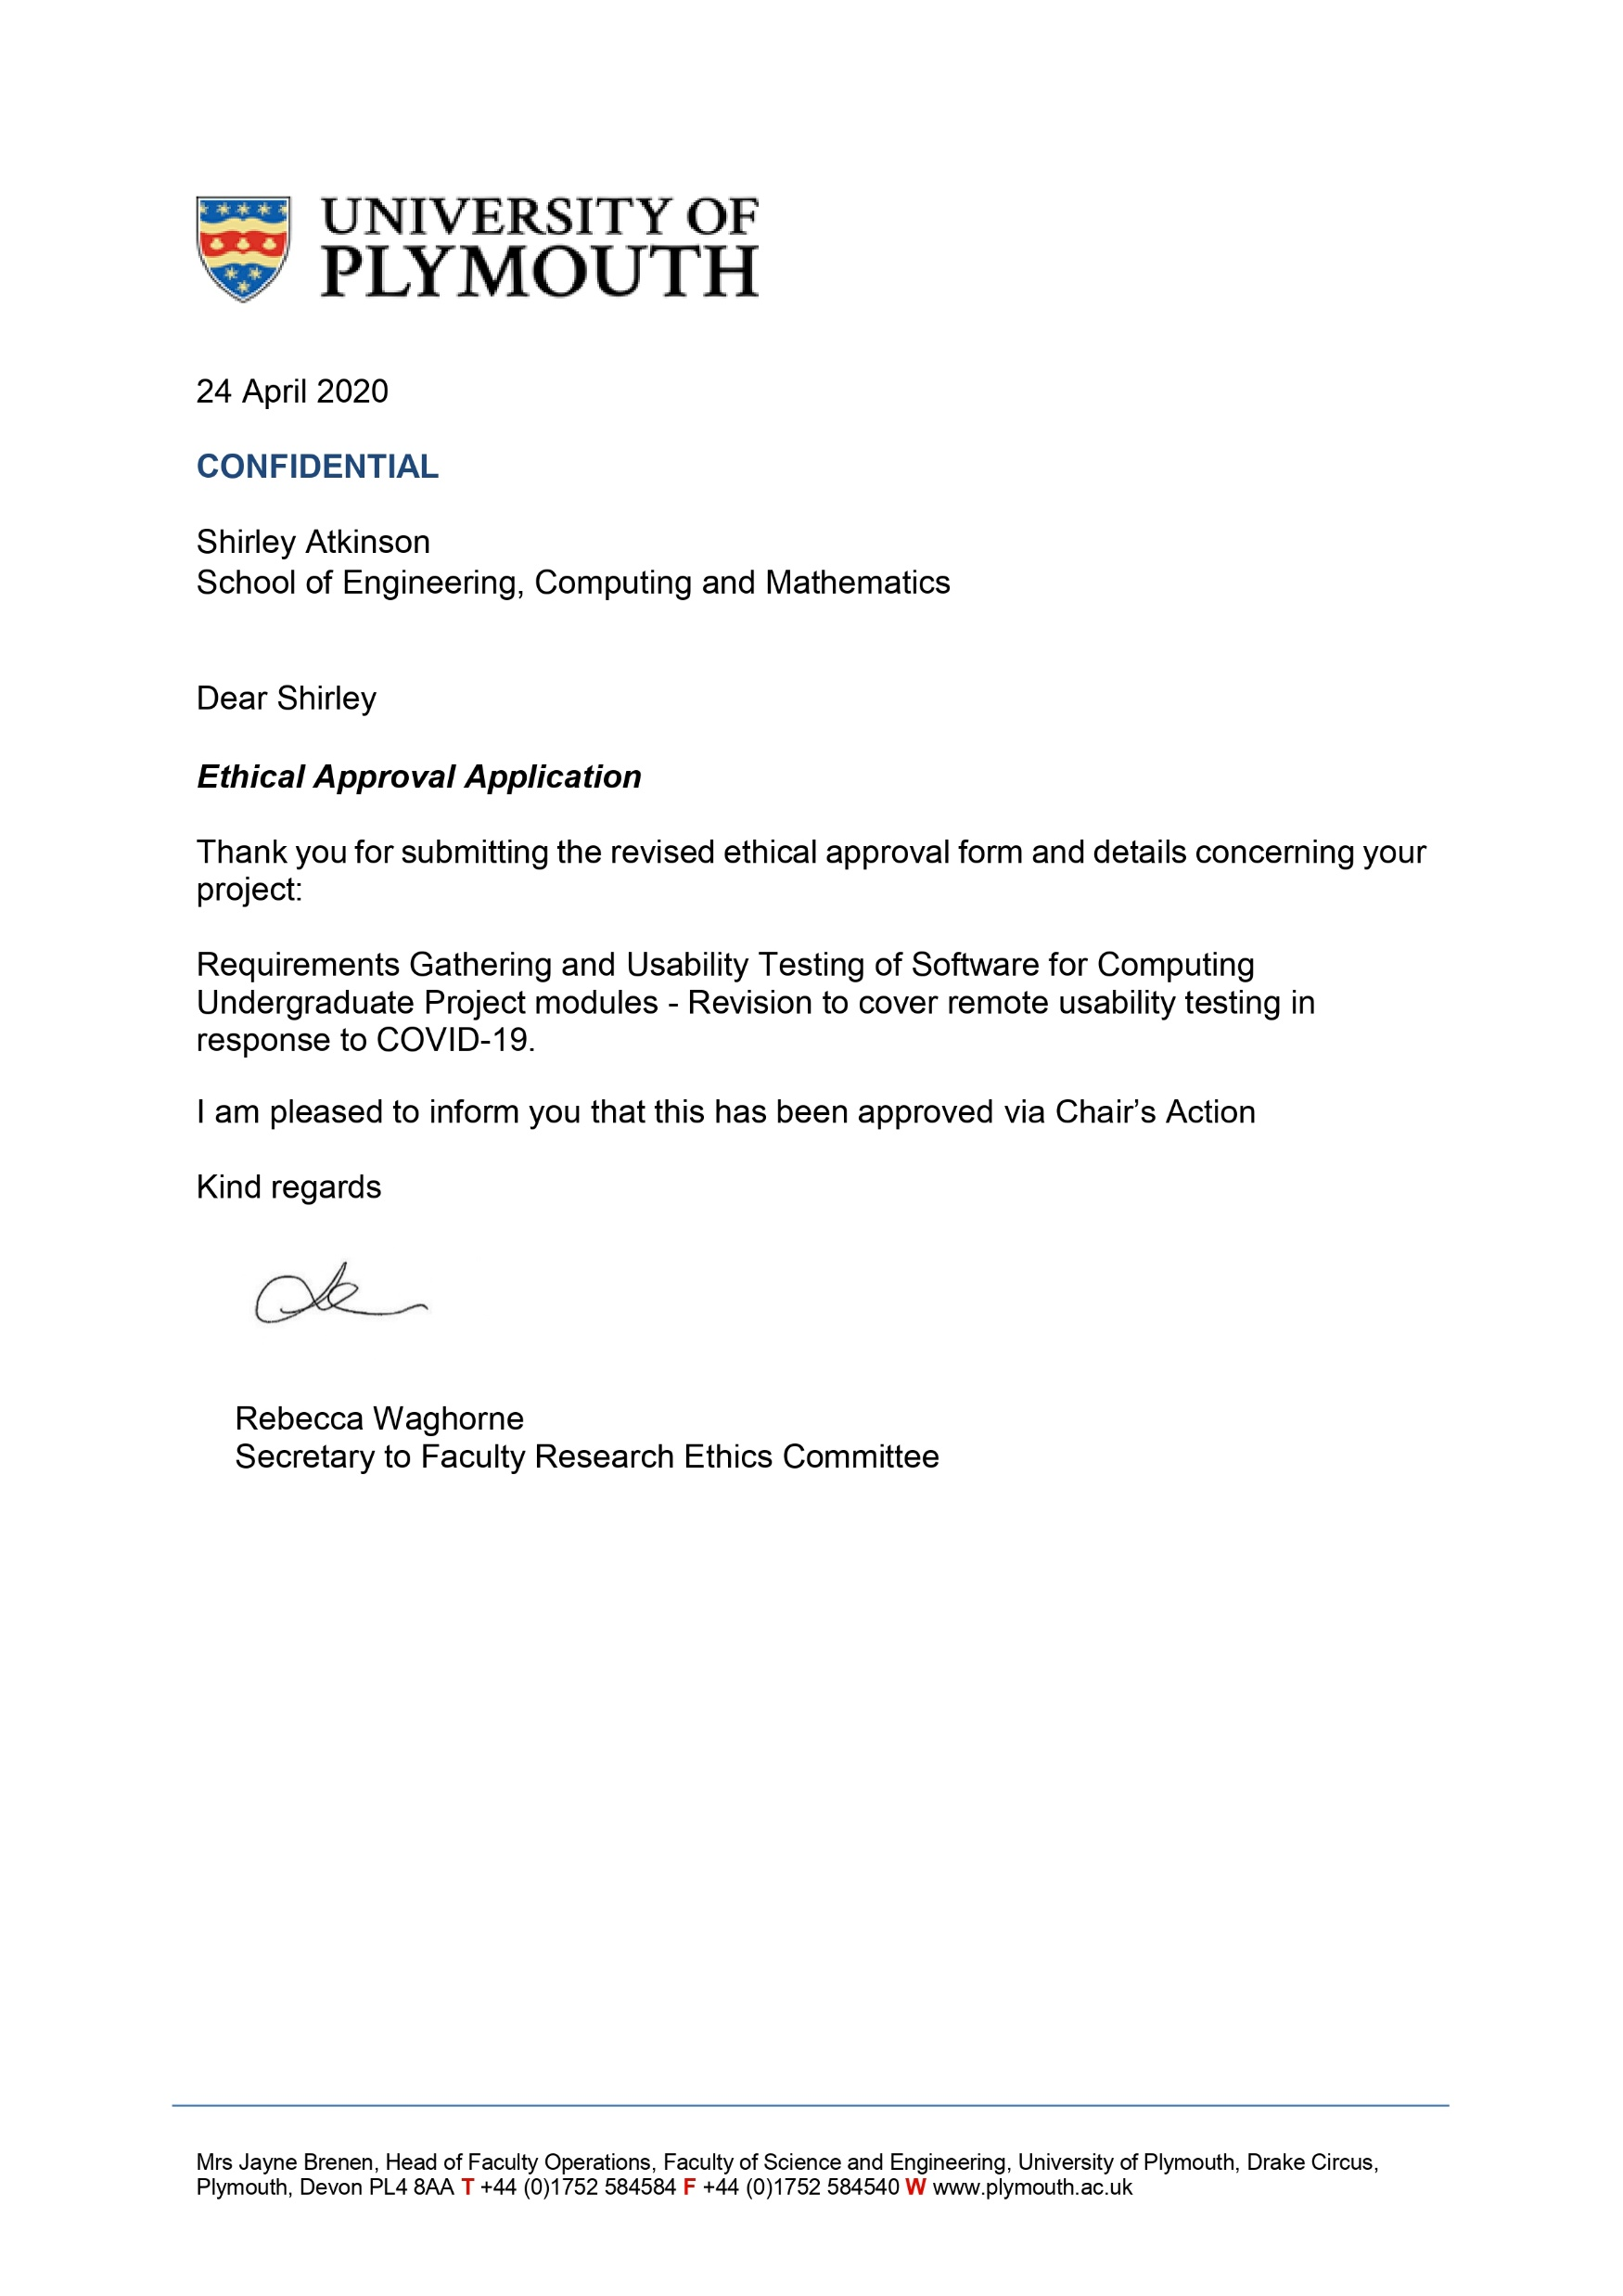 UNIVERSITY OF
PLYMOUTH
24 April 2020
CONFIDENTIAL
Shirley Atkinson
School of Engineering, Computing and Mathematics
Dear Shirley
Ethical Approval Application
Thank you for submitting the revised ethical approval form and details concerning your
project:
Requirements Gathering and Usability Testing of Software for Computing
Undergraduate Project modules - Revision to cover remote usability testing in
response to COVID-19.
I am pleased to inform you that this has been approved via Chair’s Action
Kind regards
Rebecca Waghorne
Secretary to Faculty Research Ethics Committee
Mrs Jayne Brenen, Head of Faculty Operations, Faculty of Science and Engineering, University of Plymouth, Drake Circus,
Plymouth, Devon PL4 8AA T +44 (0)1752 584584 F +44 (0)1752 584540 W www.plymouth.ac.uk